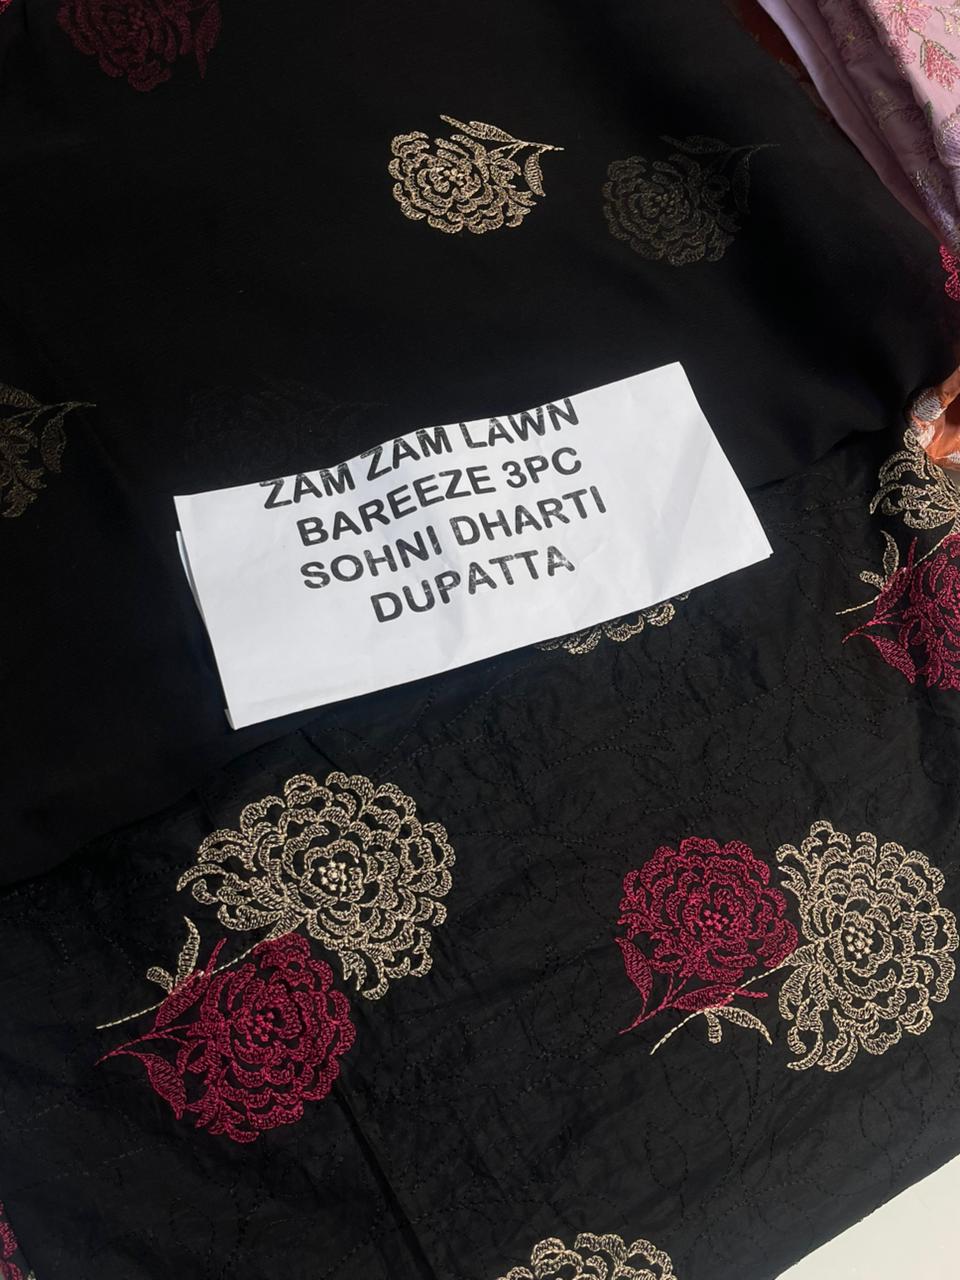 ZAM ZAM LAWN
BAREEZE 3PC
SOHNI DHARTI
DUPATTA